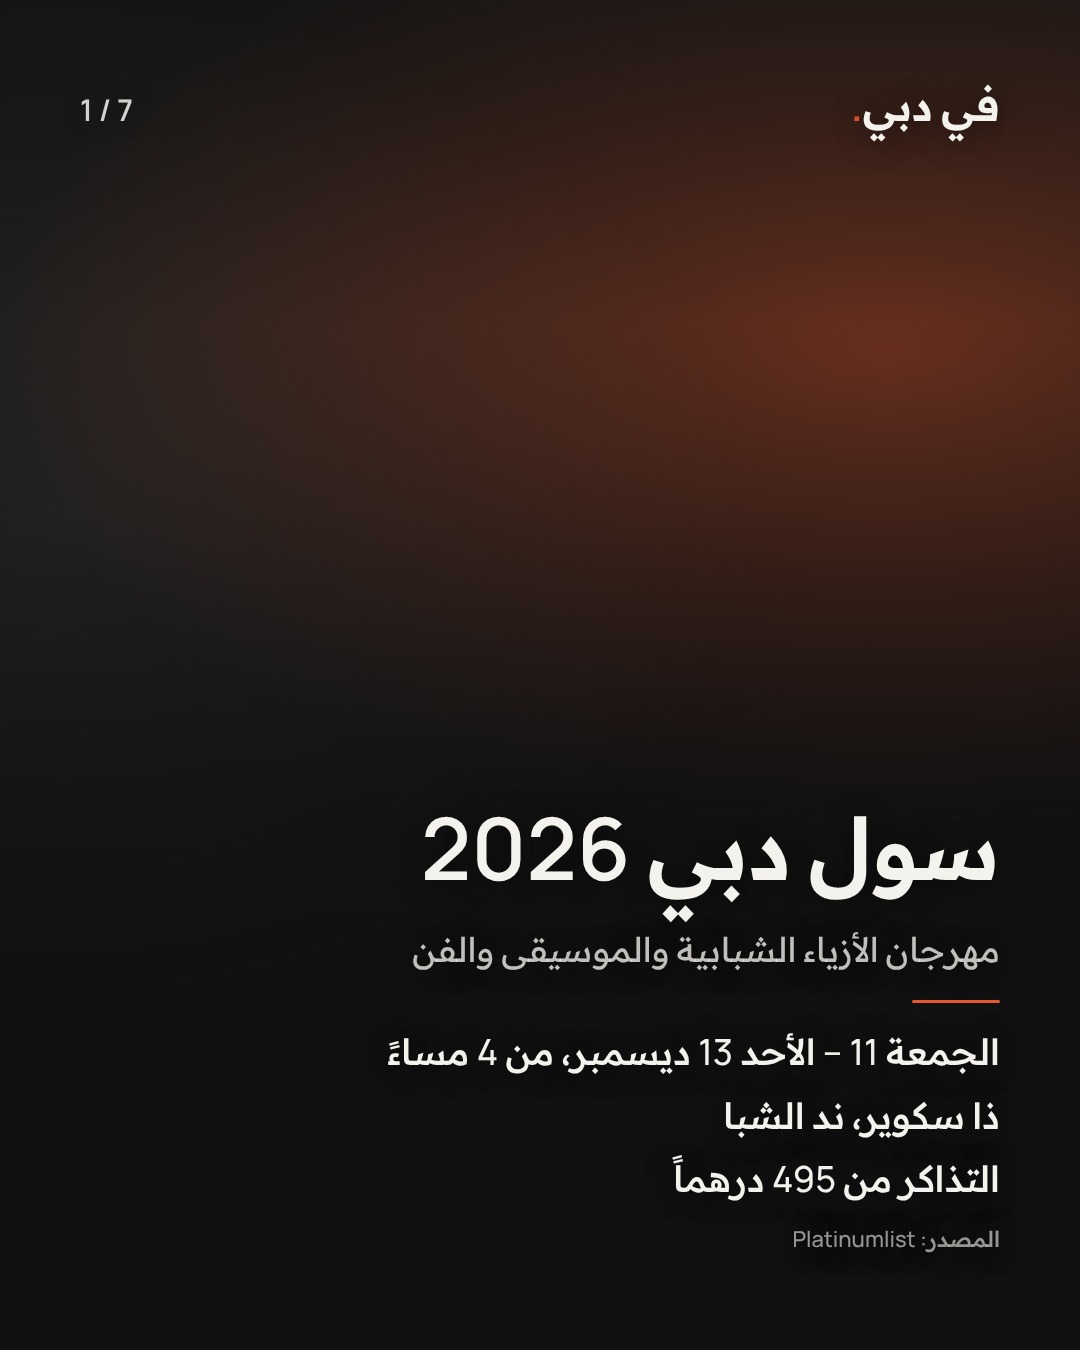 في دبي.
1 / 7
سول دبي 2026
مهرجان الأزياء الشبابية والموسيقى والفن
الجمعة 11 – الأحد 13 ديسمبر، من 4 مساءً
ذا سكوير، ند الشبا
التذاكر من 495 درهماً
المصدر: Platinumlist